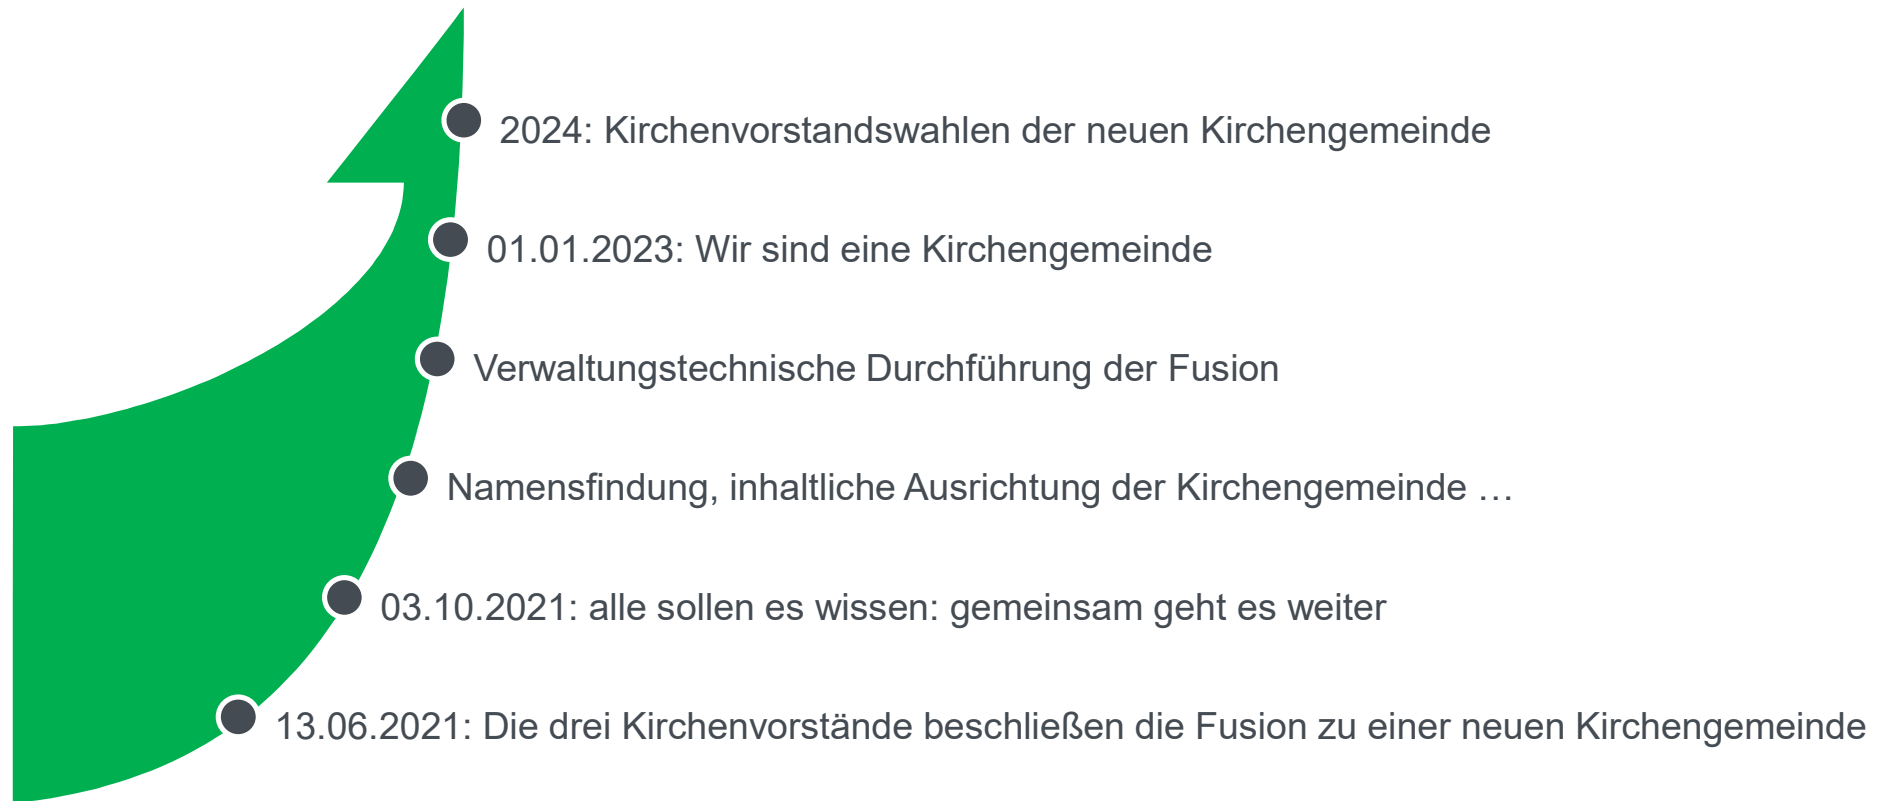 2024: Kirchenvorstandswahlen der neuen Kirchengemeinde
01.01.2023: Wir sind eine Kirchengemeinde
Verwaltungstechnische Durchführung der Fusion
Namensfindung, inhaltliche Ausrichtung der Kirchengemeinde …
03.10.2021: alle sollen es wissen: gemeinsam geht es weiter
13.06.2021: Die drei Kirchenvorstände beschließen die Fusion zu einer neuen Kirchengemeinde